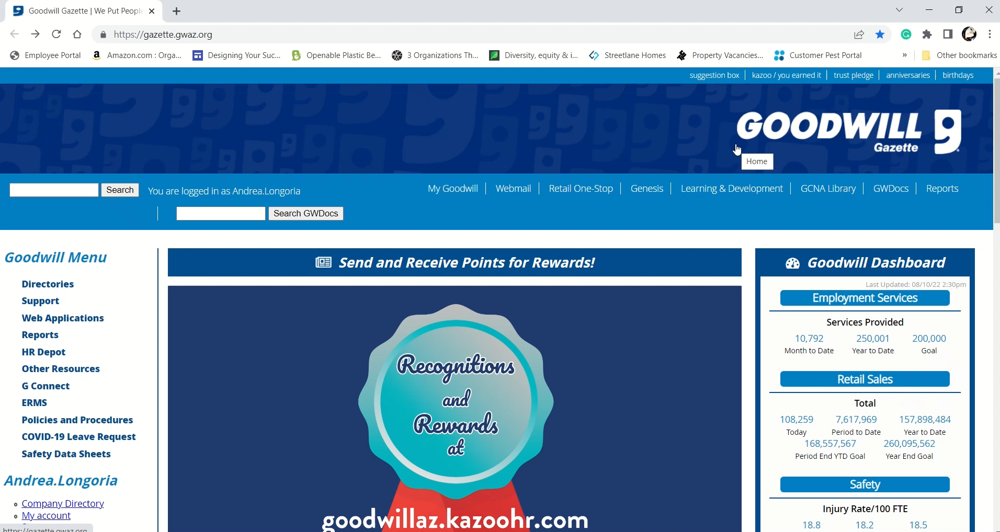 Goodwill Gazette | We Put People
https://gazette.gwaz.org
Employee Portal
Amazon.com : Orga...
Designing Your Suc...
Openable Plastic Be...
3 Organizations Th...
Diversity, equity & i...
Streetlane Homes
Property Vacancies...
Customer Pest Portal
»
Other bookmarks
suggestion box
kazoo / you earned it
trust pledge
anniversaries
birthdays
GOODWILL
Gazette
Home
Search
You are logged in as Andrea.Longoria
My Goodwill
Webmail
Retail One-Stop
Genesis
Learning & Development
GCNA Library
GWDocs
Reports
Search GWDocs
Goodwill Menu
Directories
Support
Web Applications
Reports
HR Depot
Other Resources
G Connect
ERMS
Policies and Procedures
COVID-19 Leave Request
Safety Data Sheets
Andrea.Longoria
Company Directory
My account
https://gazette.gwaz.org
Send and Receive Points for Rewards!
Recognitions
and
Rewards
at
goodwillaz.kazoohr.com
Goodwill Dashboard
Last Updated: 08/10/22 2:30pm
Employment Services
Services Provided
10,792 250,001 200,000
Month to Date Year to Date Goal
Retail Sales
Total
108,259 7,617,969 157,898,484
Today Period to Date Year to Date
168,557,567 260,095,562
Period End YTD Goal Year End Goal
Safety
Injury Rate/100 FTE
18.8 18.2 18.5